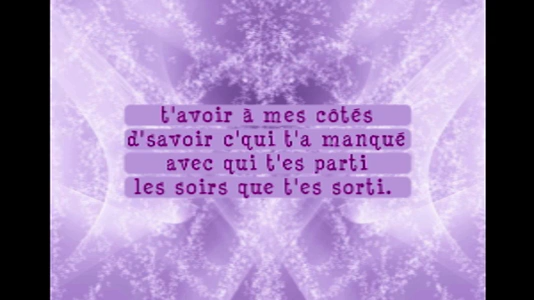 t'avoir à mes côtés
d'savoir c'qui t'a manqué
avec qui t'es parti
les soirs que t'es sorti.